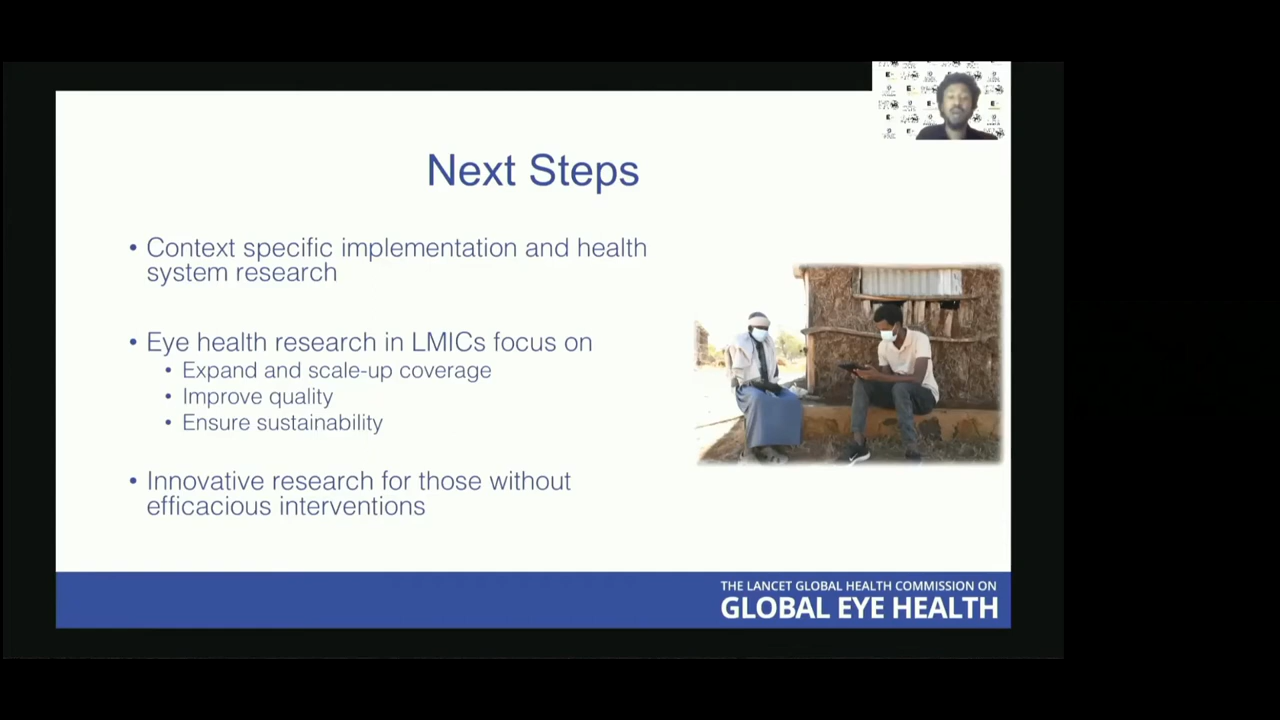 Next Steps
• Context specific implementation and health
system research
• Eye health research in LMICs focus on
• Expand and scale-up coverage
• Improve quality
• Ensure sustainability
• Innovative research for those without
efficacious interventions
THE LANCET GLOBAL HEALTH COMMISSION ON
GLOBAL EYE HEALTH